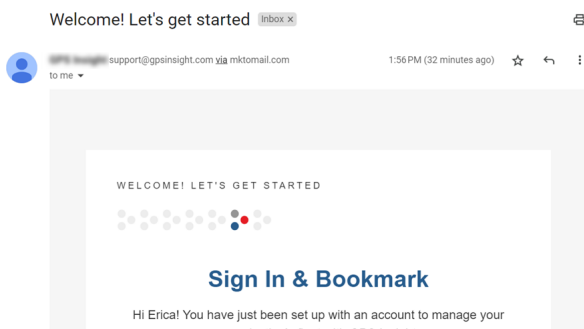 Welcome! Let's get started Inbox ×
support@gpsinsight.com via mktomail.com 1:56 PM (32 minutes ago)
to me
WELCOME! LET'S GET STARTED
Sign In & Bookmark
Hi Erica! You have just been set up with an account to manage your